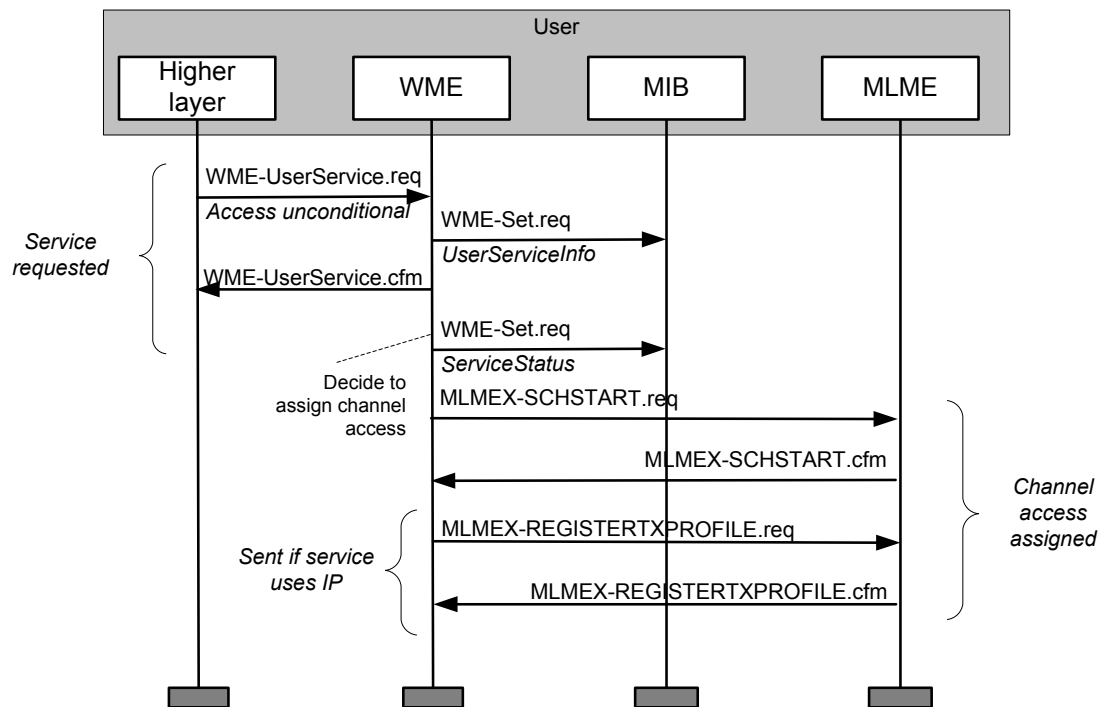 User
Higher
layer
WME
MIB
MLME
WME-UserService.req
Access unconditional
WME-Set.req
UserServiceInfo
Service
requested
WME-UserService.cfm
WME-Set.req
ServiceStatus
Decide to
assign channel
access
MLMEX-SCHSTART.req
MLMEX-SCHSTART.cfm
Channel
access
assigned
MLMEX-REGISTERTXPROFILE.req
Sent if service
uses IP
MLMEX-REGISTERTXPROFILE.cfm